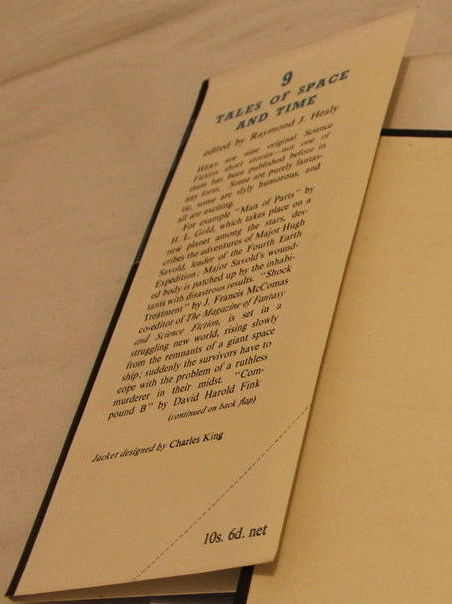 9
TALES OF SPACE
AND TIME
edited by Raymond J. Healy
HERE are nine original Science
Fiction short stories—not one of
them has been published before in
any form. Some are purely fantas-
tic, some are slyly humorous, and
all are exciting.
For example "Man of Parts" by
H. L. Gold, which takes place on a
new planet among the stars, des-
cribes the adventures of Major Hugh
Savold, leader of the Fourth Earth
Expedition: Major Savold's wound-
ed body is patched up by the inhabi-
tants with disastrous results. "Shock
Treatment" by J. Francis McComas
co-editor of The Magazine of Fantasy
and Science Fiction, is set in a
struggling new world, rising slowly
from the remnants of a giant space
ship; suddenly the survivors have to
cope with the problem of a ruthless
murderer in their midst. "Com-
pound B" by David Harold Fink
(continued on back flap)
Jacket designed by Charles King
10s. 6d. net